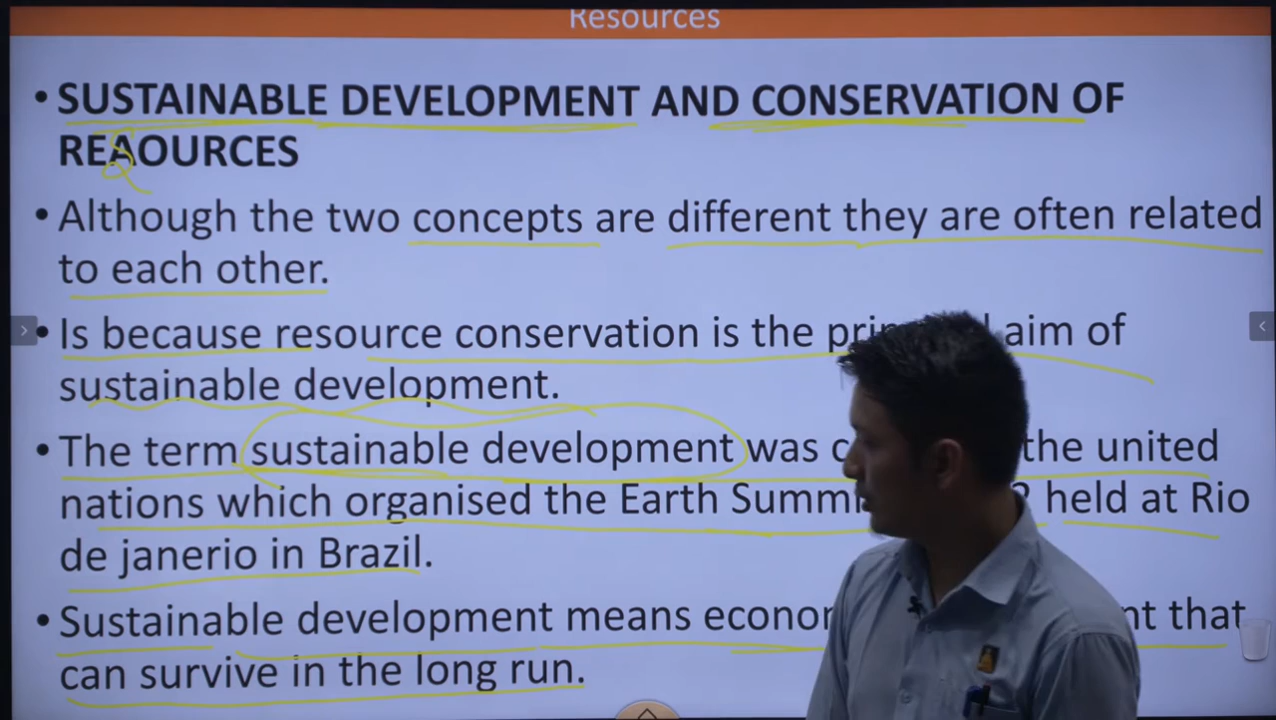 Resources
• SUSTAINABLE DEVELOPMENT AND CONSERVATION OF
REAOURCES
S
• Although the two concepts are different they are often related
to each other.
• Is because resource conservation is the aim of
sustainable development.
• The term sustainable development was the united
nations which organised the Earth held at Rio
de janerio in Brazil.
• Sustainable development means that
can survive in the long run.